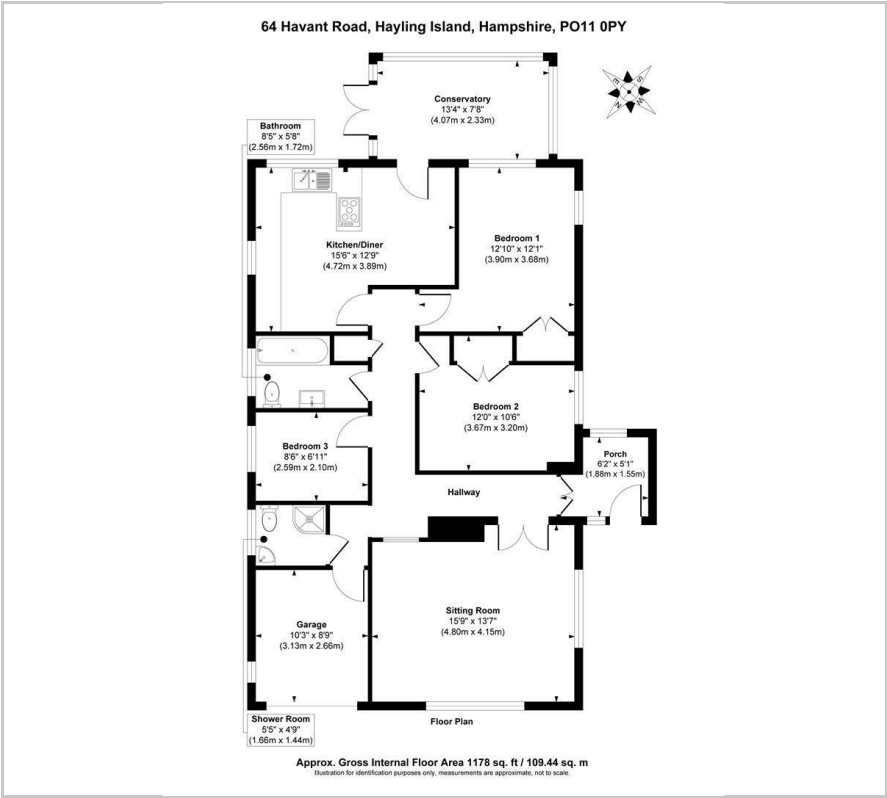 64 Havant Road, Hayling Island, Hampshire, PO11 0PY
Conservatory
13'4" x 7'8"
(4.07m x 2.33m)
S
E
W
N
Bathroom
8'5" x 5'8"
(2.56m x 1.72m)
Kitchen/Diner
15'6" x 12'9"
(4.72m x 3.89m)
Bedroom 1
12'10" x 12'1"
(3.90m x 3.68m)
Bedroom 2
12'0" x 10'6"
(3.67m x 3.20m)
Bedroom 3
8'6" x 6'11"
(2.59m x 2.10m)
Porch
6'2" x 5'1"
(1.88m x 1.55m)
Hallway
Sitting Room
15'9" x 13'7"
(4.80m x 4.15m)
Garage
10'3" x 8'9"
(3.13m x 2.66m)
Shower Room
5'5" x 4'9"
(1.66m x 1.44m)
Floor Plan
Approx. Gross Internal Floor Area 1178 sq. ft / 109.44 sq. m
Illustration for identification purposes only, measurements are approximate, not to scale.